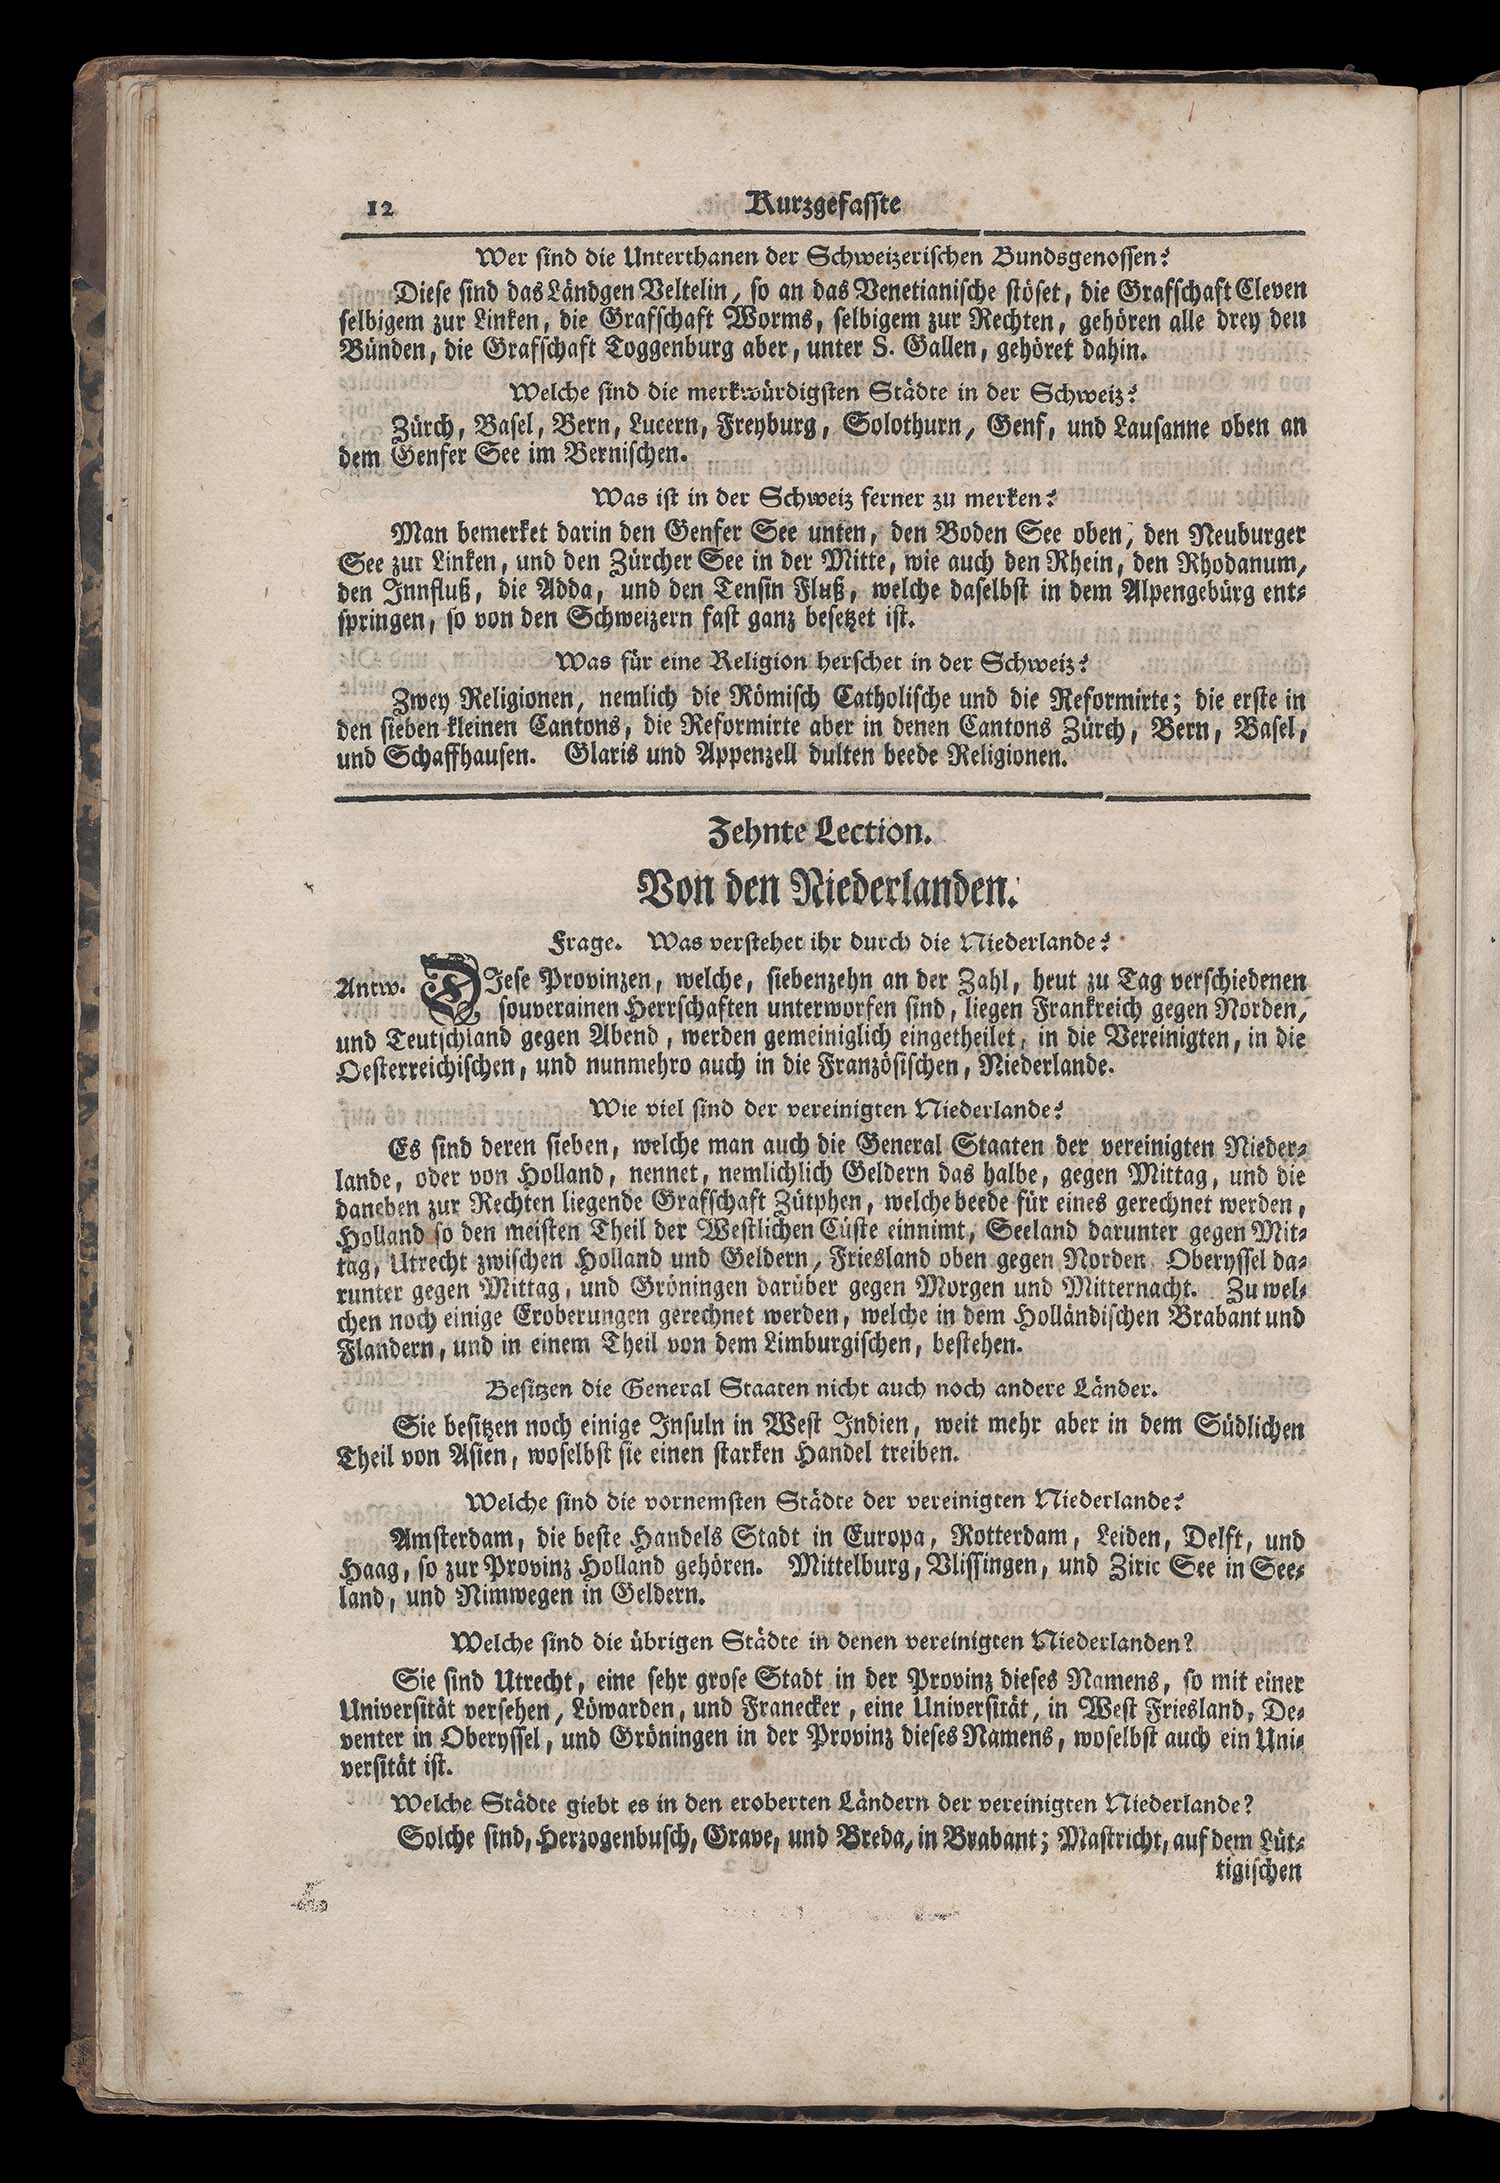 12 Kurzgefasste
Wer sind die Unterthanen der Schweizerischen Bundsgenossen?
Diese sind das Ländgen Veltelin, so an das Venetianische stöset, die Grafschaft Cleven
selbigem zur Linken, die Grafschaft Worms, selbigem zur Rechten, gehören alle drey den
Bünden, die Grafschaft Toggenburg aber, unter S. Gallen, gehöret dahin.
Welche sind die merkwürdigsten Städte in der Schweiz?
Zürch, Basel, Bern, Lucern, Freyburg, Solothurn, Genf, und Lausanne oben an
dem Genfer See im Bernischen.
Was ist in der Schweiz ferner zu merken?
Man bemerket darin den Genfer See unten, den Boden See oben, den Neuburger
See zur Linken, und den Zürcher See in der Mitte, wie auch den Rhein, den Rhodanum,
den Innfluß, die Adda, und den Tensin Fluß, welche daselbst in dem Alpengebürg ent-
springen, so von den Schweizern fast ganz besetzet ist.
Was für eine Religion herschet in der Schweiz?
Zwey Religionen, nemlich die Römisch Catholische und die Reformirte; die erste in
den sieben kleinen Cantons, die Reformirte aber in denen Cantons Zürch, Bern, Basel,
und Schaffhausen. Glaris und Appenzell dulten beede Religionen.
Zehnte Lection.
Von den Niederlanden.
Frage. Was verstehet ihr durch die Niederlande?
Antw. DIese Provinzen, welche, siebenzehn an der Zahl, heut zu Tag verschiedenen
souverainen Herrschaften unterworfen sind, liegen Frankreich gegen Norden,
und Teutschland gegen Abend, werden gemeiniglich eingetheilet, in die Vereinigten, in die
Oesterreichischen, und nunmehro auch in die Französischen, Niederlande.
Wie viel sind der vereinigten Niederlande?
Es sind deren sieben, welche man auch die General Staaten der vereinigten Nieder-
lande, oder von Holland, nennet, nemlichlich Geldern das halbe, gegen Mittag, und die
daneben zur Rechten liegende Grafschaft Zütphen, welche beede für eines gerechnet werden,
Holland so den meisten Theil der Westlichen Cüste einnimt, Seeland darunter gegen Mit-
tag, Utrecht zwischen Holland und Geldern, Friesland oben gegen Norden Oberyssel da-
runter gegen Mittag, und Gröningen darüber gegen Morgen und Mitternacht. Zu wel-
chen noch einige Eroberungen gerechnet werden, welche in dem Holländischen Brabant und
Flandern, und in einem Theil von dem Limburgischen, bestehen.
Besitzen die General Staaten nicht auch noch andere Länder.
Sie besitzen noch einige Insuln in West Indien, weit mehr aber in dem Südlichen
Theil von Asien, woselbst sie einen starken Handel treiben.
Welche sind die vornemsten Städte der vereinigten Niederlande?
Amsterdam, die beste Handels Stadt in Europa, Rotterdam, Leiden, Delft, und
Haag, so zur Provinz Holland gehören. Mittelburg, Vlissingen, und Ziric See in See-
land, und Nimwegen in Geldern.
Welche sind die übrigen Städte in denen vereinigten Niederlanden?
Sie sind Utrecht, eine sehr grose Stadt in der Provinz dieses Namens, so mit einer
Universität versehen, Löwarden, und Franecker, eine Universität, in West Friesland, De-
venter in Oberyssel, und Gröningen in der Provinz dieses Namens, woselbst auch ein Uni-
versität ist.
Welche Städte giebt es in den eroberten Ländern der vereinigten Niederlande?
Solche sind, Herzogenbusch, Grave, und Breda, in Brabant; Mastricht, auf dem Lüt-
tigischen